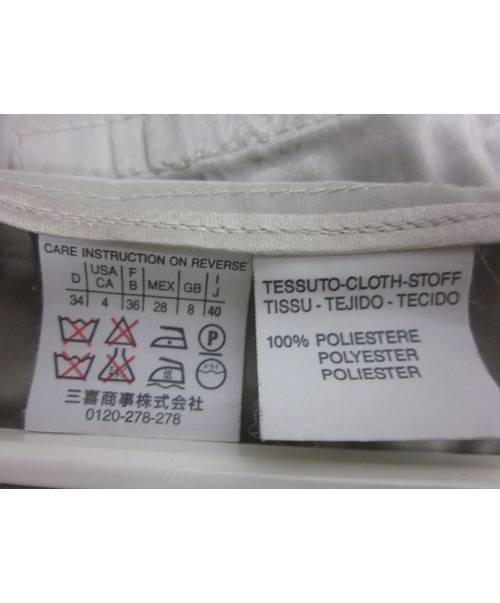 CARE INSTRUCTION ON REVERSE
D USA CA F B MEX GB I J
34 4 36 28 8 40
P
三喜商事株式会社
0120-278-278
TESSUTO-CLOTH-STOFF
TISSU - TEJIDO - TECIDO
100% POLIESTERE
POLYESTER
POLIESTER